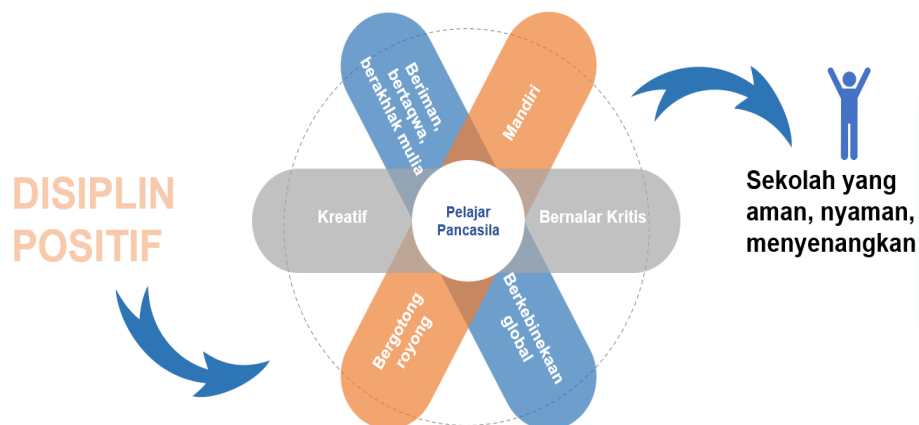 DISIPLIN
POSITIF
Beriman,
bertaqwa,
berakhlak mulia
Mandiri
Kreatif
Pelajar
Pancasila
Bernalar Kritis
Bergotong
royong
Berkebinekaan
global
Sekolah yang
aman, nyaman,
menyenangkan